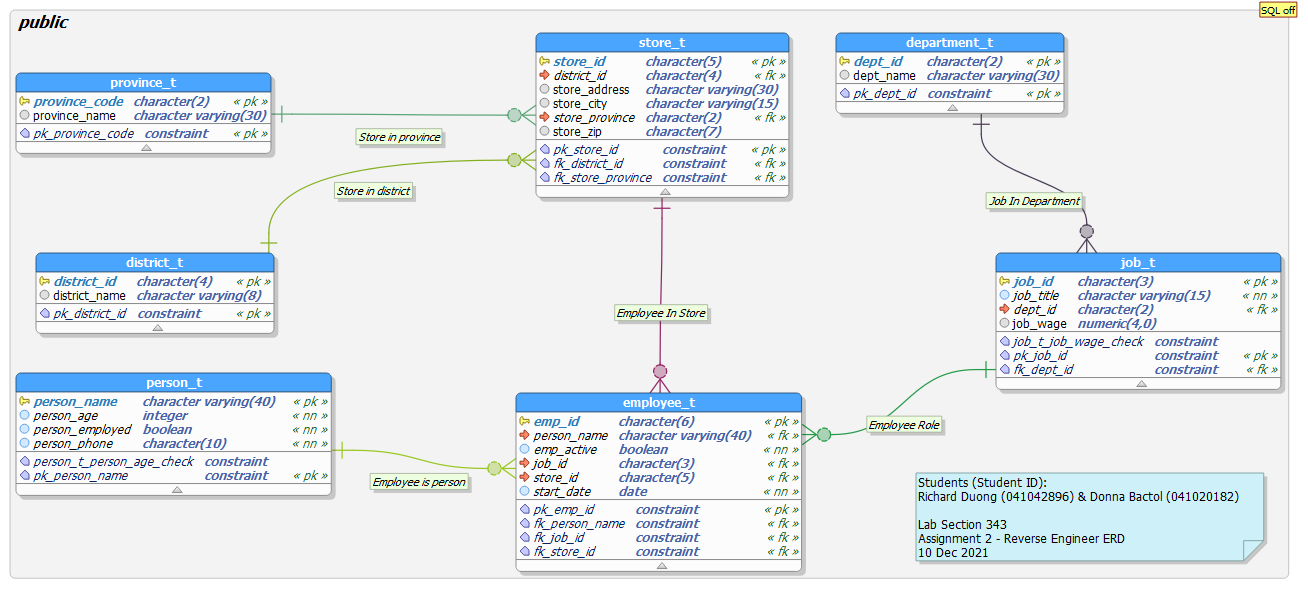 SQL off
public
province_t
province_code character(2) « pk »
province_name character varying(30)
pk_province_code constraint « pk »
store_t
store_id character(5) « pk »
district_id character(4) « fk »
store_address character varying(30)
store_city character varying(15)
store_province character(2) « fk »
store_zip character(7)
pk_store_id constraint « pk »
fk_district_id constraint « fk »
fk_store_province constraint « fk »
department_t
dept_id character(2) « pk »
dept_name character varying(30)
pk_dept_id constraint « pk »
Store in province
Store in district
Job In Department
district_t
district_id character(4) « pk »
district_name character varying(8)
pk_district_id constraint « pk »
job_t
job_id character(3) « pk »
job_title character varying(15) « nn »
dept_id character(2) « fk »
job_wage numeric(4,0)
job_t_job_wage_check constraint
pk_job_id constraint « pk »
fk_dept_id constraint « fk »
Employee In Store
person_t
person_name character varying(40) « pk »
person_age integer « nn »
person_employed boolean « nn »
person_phone character(10) « nn »
person_t_person_age_check constraint
pk_person_name constraint « pk »
employee_t
emp_id character(6) « pk »
person_name character varying(40) « fk »
emp_active boolean « nn »
job_id character(3) « fk »
store_id character(5) « fk »
start_date date « nn »
pk_emp_id constraint « pk »
fk_person_name constraint « fk »
fk_job_id constraint « fk »
fk_store_id constraint « fk »
Employee Role
Employee is person
Students (Student ID):
Richard Duong (041042896) & Donna Bactol (041020182)
Lab Section 343
Assignment 2 - Reverse Engineer ERD
10 Dec 2021